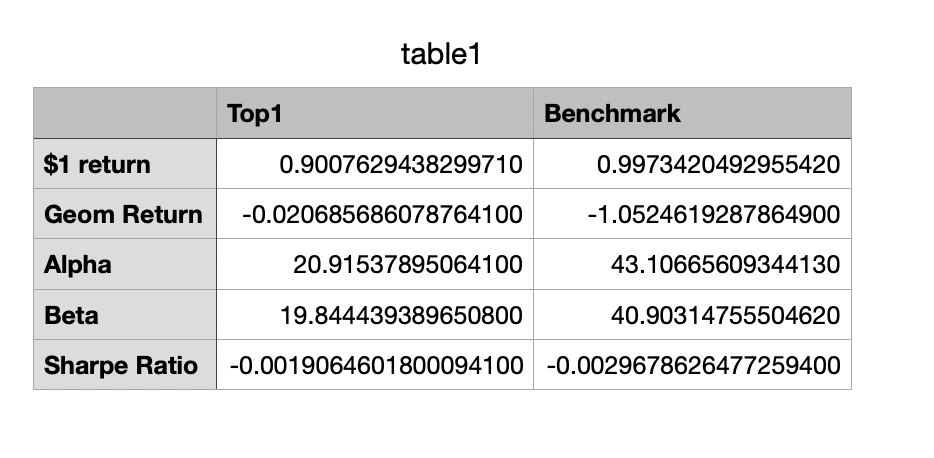 table1
Top1 Benchmark
$1 return 0.9007629438299710 0.9973420492955420
Geom Return -0.020685686078764100 -1.0524619287864900
Alpha 20.91537895064100 43.10665609344130
Beta 19.844439389650800 40.90314755504620
Sharpe Ratio -0.0019064601800094100 -0.0029678626477259400